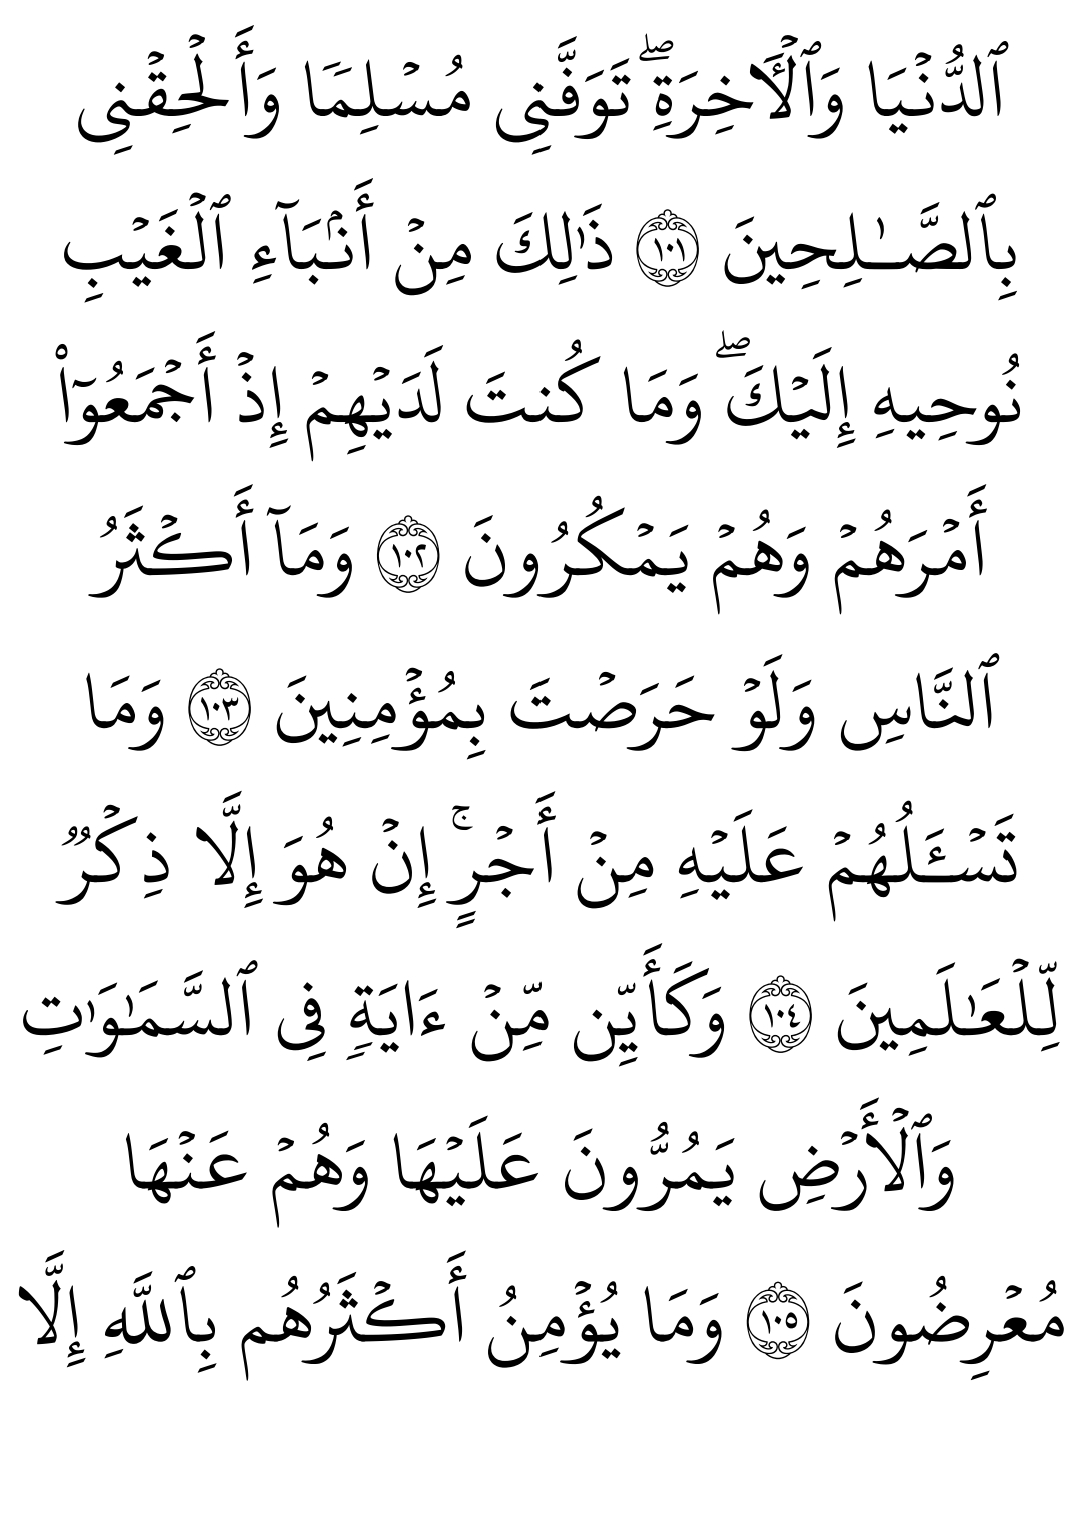 ٱلدُّنۡيَا وَٱلۡأٓخِرَةِۖ تَوَفَّنِي مُسۡلِمٗا وَأَلۡحِقۡنِي
بِٱلصَّٰلِحِينَ ١٠١ ذَٰلِكَ مِنۡ أَنۢبَآءِ ٱلۡغَيۡبِ
نُوحِيهِ إِلَيۡكَۖ وَمَا كُنتَ لَدَيۡهِمۡ إِذۡ أَجۡمَعُوٓاْ
أَمۡرَهُمۡ وَهُمۡ يَمۡكُرُونَ ١٠٢ وَمَآ أَكۡثَرُ
ٱلنَّاسِ وَلَوۡ حَرَصۡتَ بِمُؤۡمِنِينَ ١٠٣ وَمَا
تَسۡـَٔلُهُمۡ عَلَيۡهِ مِنۡ أَجۡرٍۚ إِنۡ هُوَ إِلَّا ذِكۡرٞ
لِّلۡعَٰلَمِينَ ١٠٤ وَكَأَيِّن مِّنۡ ءَايَةٖ فِي ٱلسَّمَٰوَٰتِ
وَٱلۡأَرۡضِ يَمُرُّونَ عَلَيۡهَا وَهُمۡ عَنۡهَا
مُعۡرِضُونَ ١٠٥ وَمَا يُؤۡمِنُ أَكۡثَرُهُم بِٱللَّهِ إِلَّا